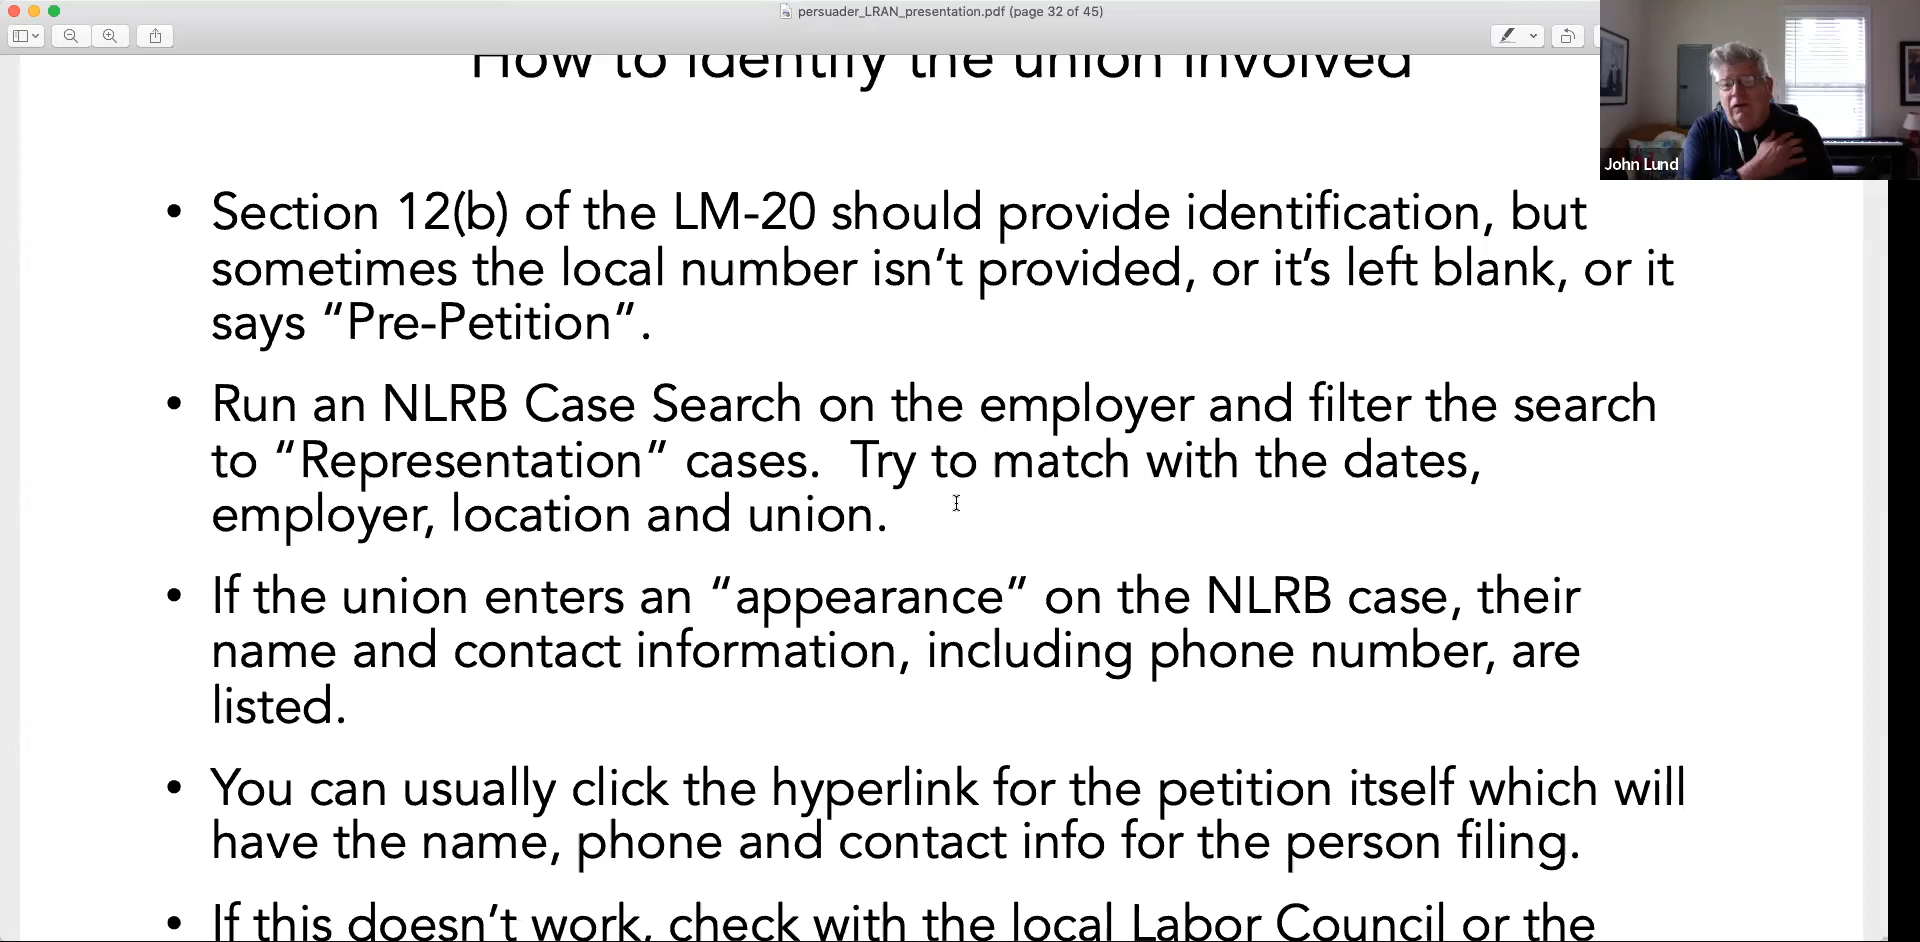 persuader_LRAN_presentation.pdf (page 32 of 45)
How to identify the union involved
John Lund
• Section 12(b) of the LM-20 should provide identification, but
sometimes the local number isn’t provided, or it’s left blank, or it
says “Pre-Petition”.
• Run an NLRB Case Search on the employer and filter the search
to “Representation” cases.  Try to match with the dates,
employer, location and union.
• If the union enters an “appearance” on the NLRB case, their
name and contact information, including phone number, are
listed.
• You can usually click the hyperlink for the petition itself which will
have the name, phone and contact info for the person filing.
• If this doesn’t work, check with the local Labor Council or the